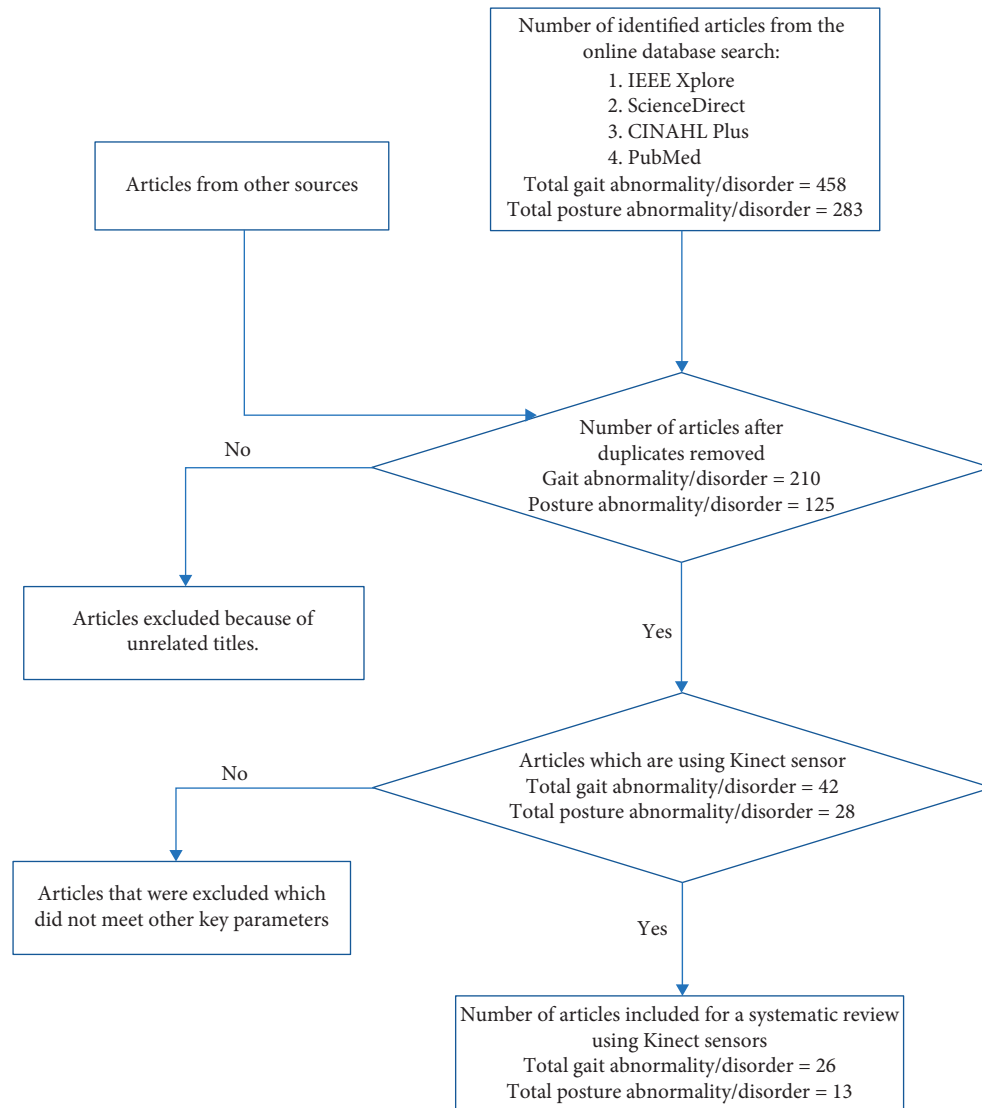 Number of identified articles from the
online database search:
1. IEEE Xplore
2. ScienceDirect
3. CINAHL Plus
4. PubMed
Total gait abnormality/disorder = 458
Total posture abnormality/disorder = 283
Articles from other sources
Number of articles after
duplicates removed
Gait abnormality/disorder = 210
Posture abnormality/disorder = 125
No
Articles excluded because of
unrelated titles.
Yes
Articles which are using Kinect sensor
Total gait abnormality/disorder = 42
Total posture abnormality/disorder = 28
No
Articles that were excluded which
did not meet other key parameters
Yes
Number of articles included for a systematic review
using Kinect sensors
Total gait abnormality/disorder = 26
Total posture abnormality/disorder = 13